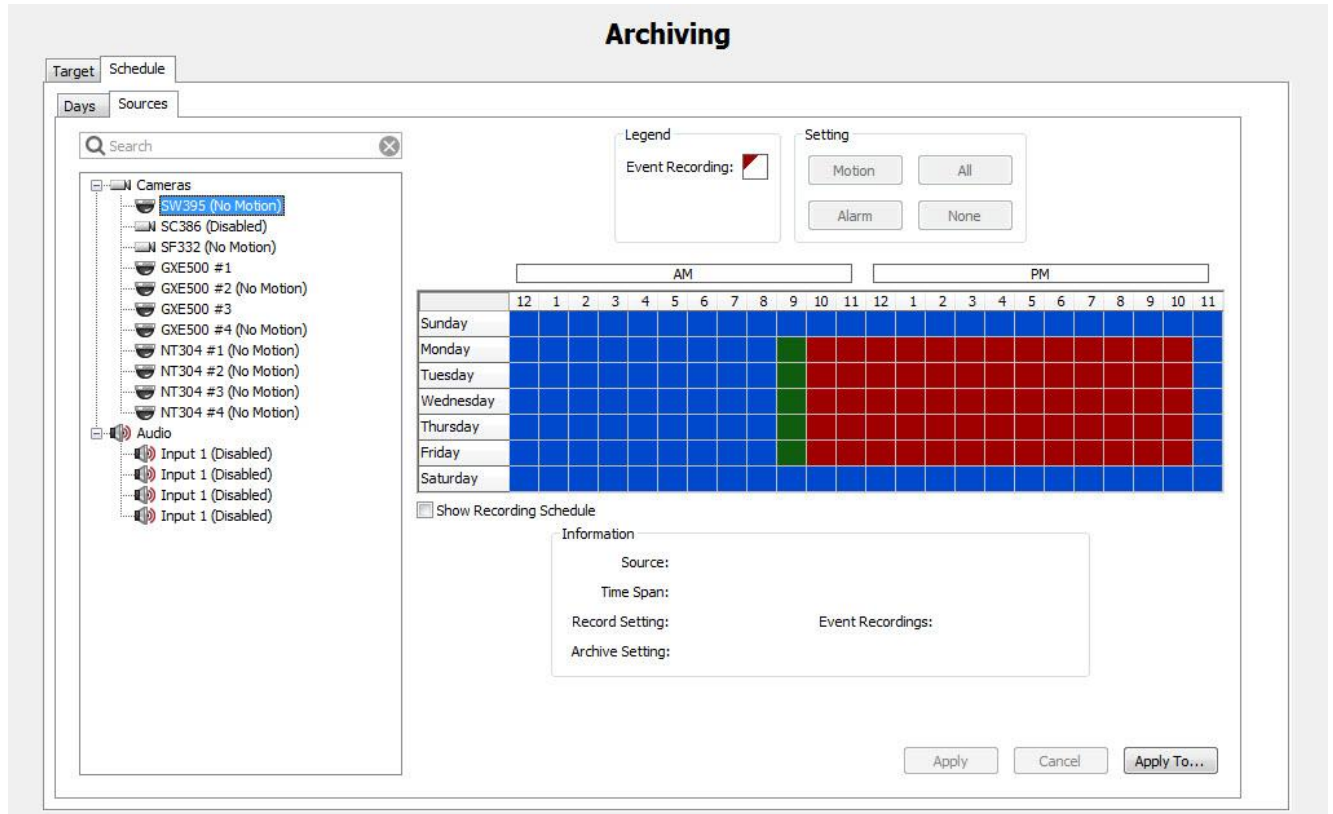 Archiving
Target Schedule
Days Sources
Search
Cameras
SW395 (No Motion)
SC386 (Disabled)
SF332 (No Motion)
GXE500 #1
GXE500 #2 (No Motion)
GXE500 #3
GXE500 #4 (No Motion)
NT304 #1 (No Motion)
NT304 #2 (No Motion)
NT304 #3 (No Motion)
NT304 #4 (No Motion)
Audio
Input 1 (Disabled)
Input 1 (Disabled)
Input 1 (Disabled)
Input 1 (Disabled)
Legend
Event Recording:
Setting
Motion All
Alarm None
AM PM
12 1 2 3 4 5 6 7 8 9 10 11 12 1 2 3 4 5 6 7 8 9 10 11
Sunday
Monday
Tuesday
Wednesday
Thursday
Friday
Saturday
Show Recording Schedule
Information
Source:
Time Span:
Record Setting: Event Recordings:
Archive Setting:
Apply Cancel Apply To...